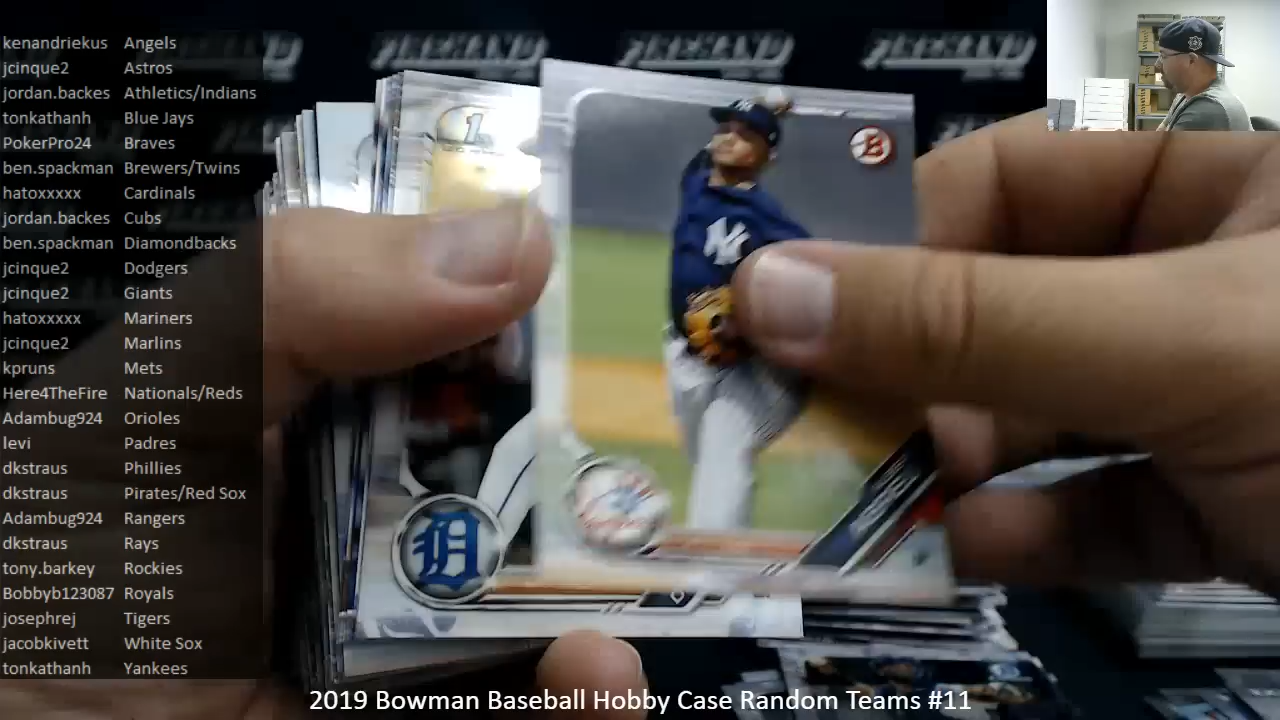 kenandriekus Angels
jcinque2 Astros
jordan.backes Athletics/Indians
tonkathanh Blue Jays
PokerPro24 Braves
ben.spackman Brewers/Twins
hatoxxxxx Cardinals
jordan.backes Cubs
ben.spackman Diamondbacks
jcinque2 Dodgers
jcinque2 Giants
hatoxxxxx Mariners
jcinque2 Marlins
kpruns Mets
Here4TheFire Nationals/Reds
Adambug924 Orioles
levi Padres
dkstraus Phillies
dkstraus Pirates/Red Sox
Adambug924 Rangers
dkstraus Rays
tony.barkey Rockies
Bobbyb123087 Royals
josephrej Tigers
jacobkivett White Sox
tonkathanh Yankees
2019 Bowman Baseball Hobby Case Random Teams #11